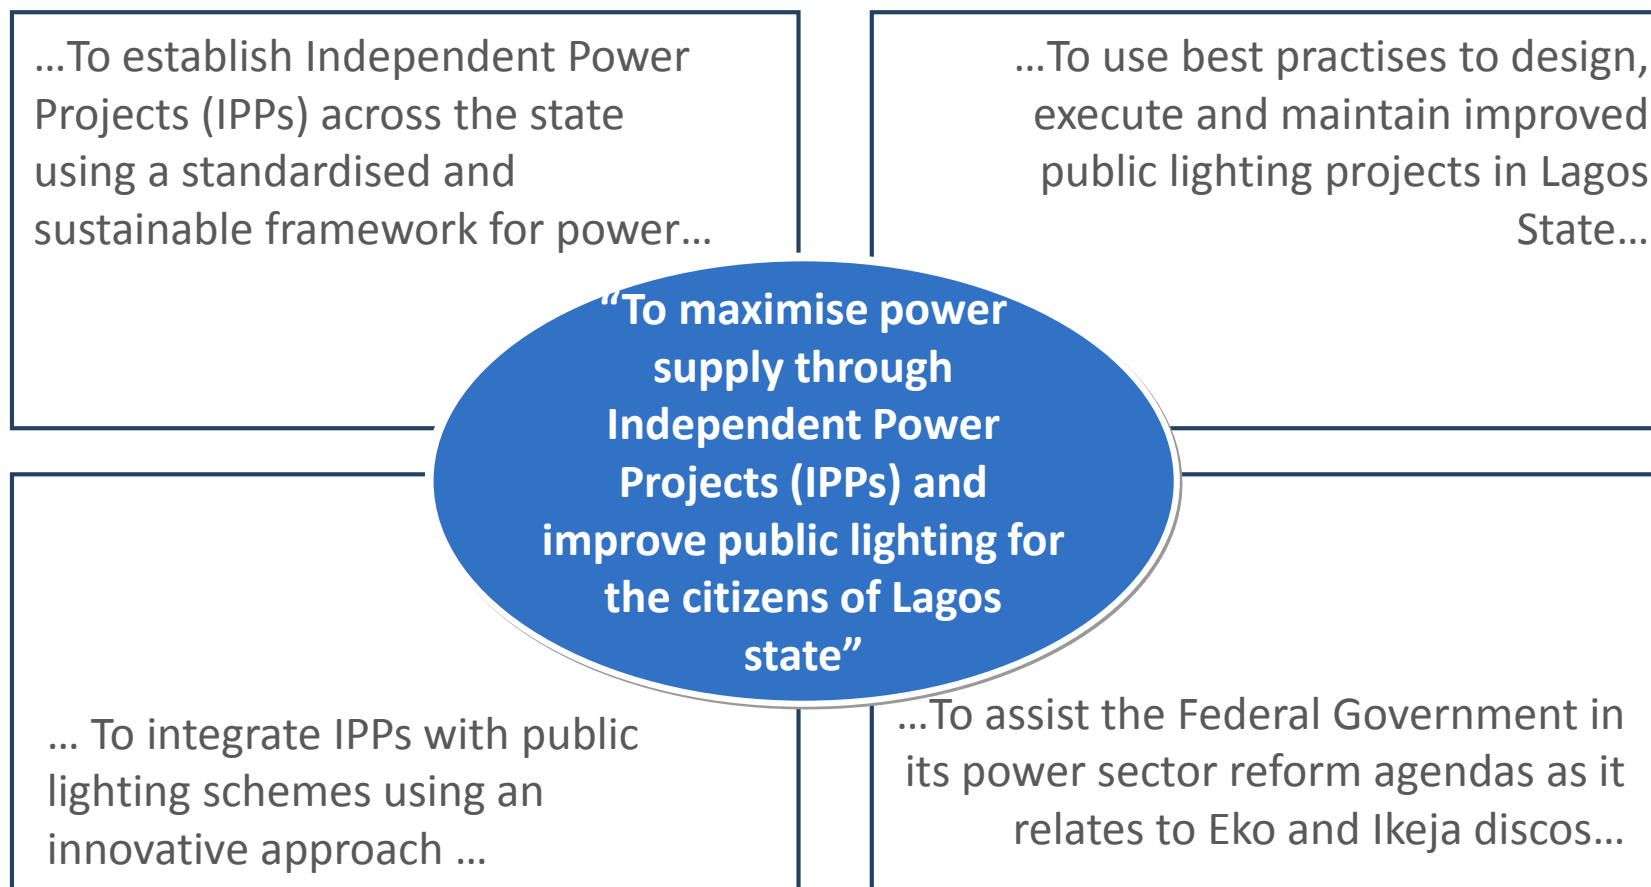 …To establish Independent Power
Projects (IPPs) across the state
using a standardised and
sustainable framework for power…
…To use best practises to design,
execute and maintain improved
public lighting projects in Lagos
State…
“To maximise power
supply through
Independent Power
Projects (IPPs) and
improve public lighting for
the citizens of Lagos
state”
… To integrate IPPs with public
lighting schemes using an
innovative approach …
…To assist the Federal Government in
its power sector reform agendas as it
relates to Eko and Ikeja discos…